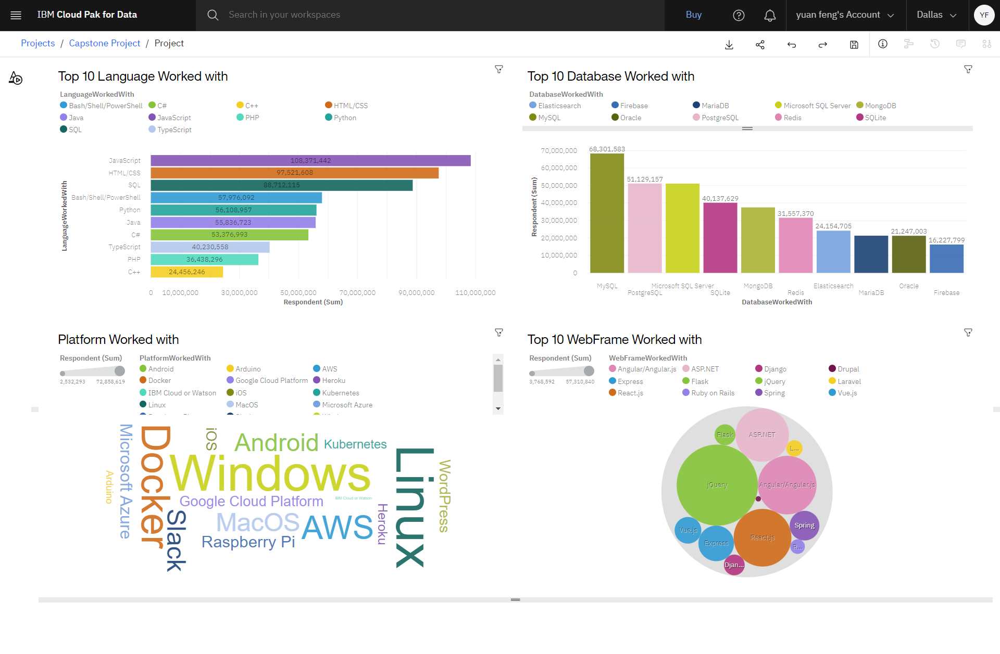 IBM Cloud Pak for Data
Search in your workspaces
Buy
yuan feng's Account
Dallas
YF
Projects / Capstone Project / Project
Top 10 Language Worked with
LanguageWorkedWith
Bash/Shell/PowerShell C# C++ HTML/CSS
Java JavaScript PHP Python
SQL TypeScript
LanguageWorkedWith
JavaScript 108,371,442
HTML/CSS 97,521,608
SQL 88,712,115
Bash/Shell/PowerShell 57,976,092
Python 56,108,957
Java 55,836,723
C# 53,376,993
TypeScript 40,230,558
PHP 36,438,296
C++ 24,456,246
0 10,000,000 30,000,000 50,000,000 70,000,000 90,000,000 110,000,000
Respondent (Sum)
Top 10 Database Worked with
DatabaseWorkedWith
Elasticsearch Firebase MariaDB Microsoft SQL Server MongoDB
MySQL Oracle PostgreSQL Redis SQLite
Respondent (Sum)
70,000,000
60,000,000
50,000,000
40,000,000
30,000,000
20,000,000
10,000,000
0
68,301,583
51,129,157
40,137,629
31,557,370
24,154,705
21,247,003
16,227,799
MySQL Microsoft SQL Server MongoDB Elasticsearch Oracle
PostgreSQL SQLite Redis MariaDB Firebase
DatabaseWorkedWith
Platform Worked with
Respondent (Sum)
2,532,293 72,858,619
PlatformWorkedWith
Android Arduino AWS
Docker Google Cloud Platform Heroku
IBM Cloud or Watson iOS Kubernetes
Linux MacOS Microsoft Azure
Arduino
Microsoft Azure
Docker
iOS
Android
Kubernetes
Windows
Linux
WordPress
Google Cloud Platform
IBM Cloud or Watson
Slack
MacOS
AWS
Heroku
Raspberry Pi
Top 10 WebFrame Worked with
Respondent (Sum)
3,768,592 57,310,840
WebFrameWorkedWith
Angular/Angular.js ASP.NET Django Drupal
Express Flask jQuery Laravel
React.js Ruby on Rails Spring Vue.js
Flask
ASP.NET
L...
jQuery
Angular/Angular.js
Spring
Vue.js
React.js
Express
R...
Djan...